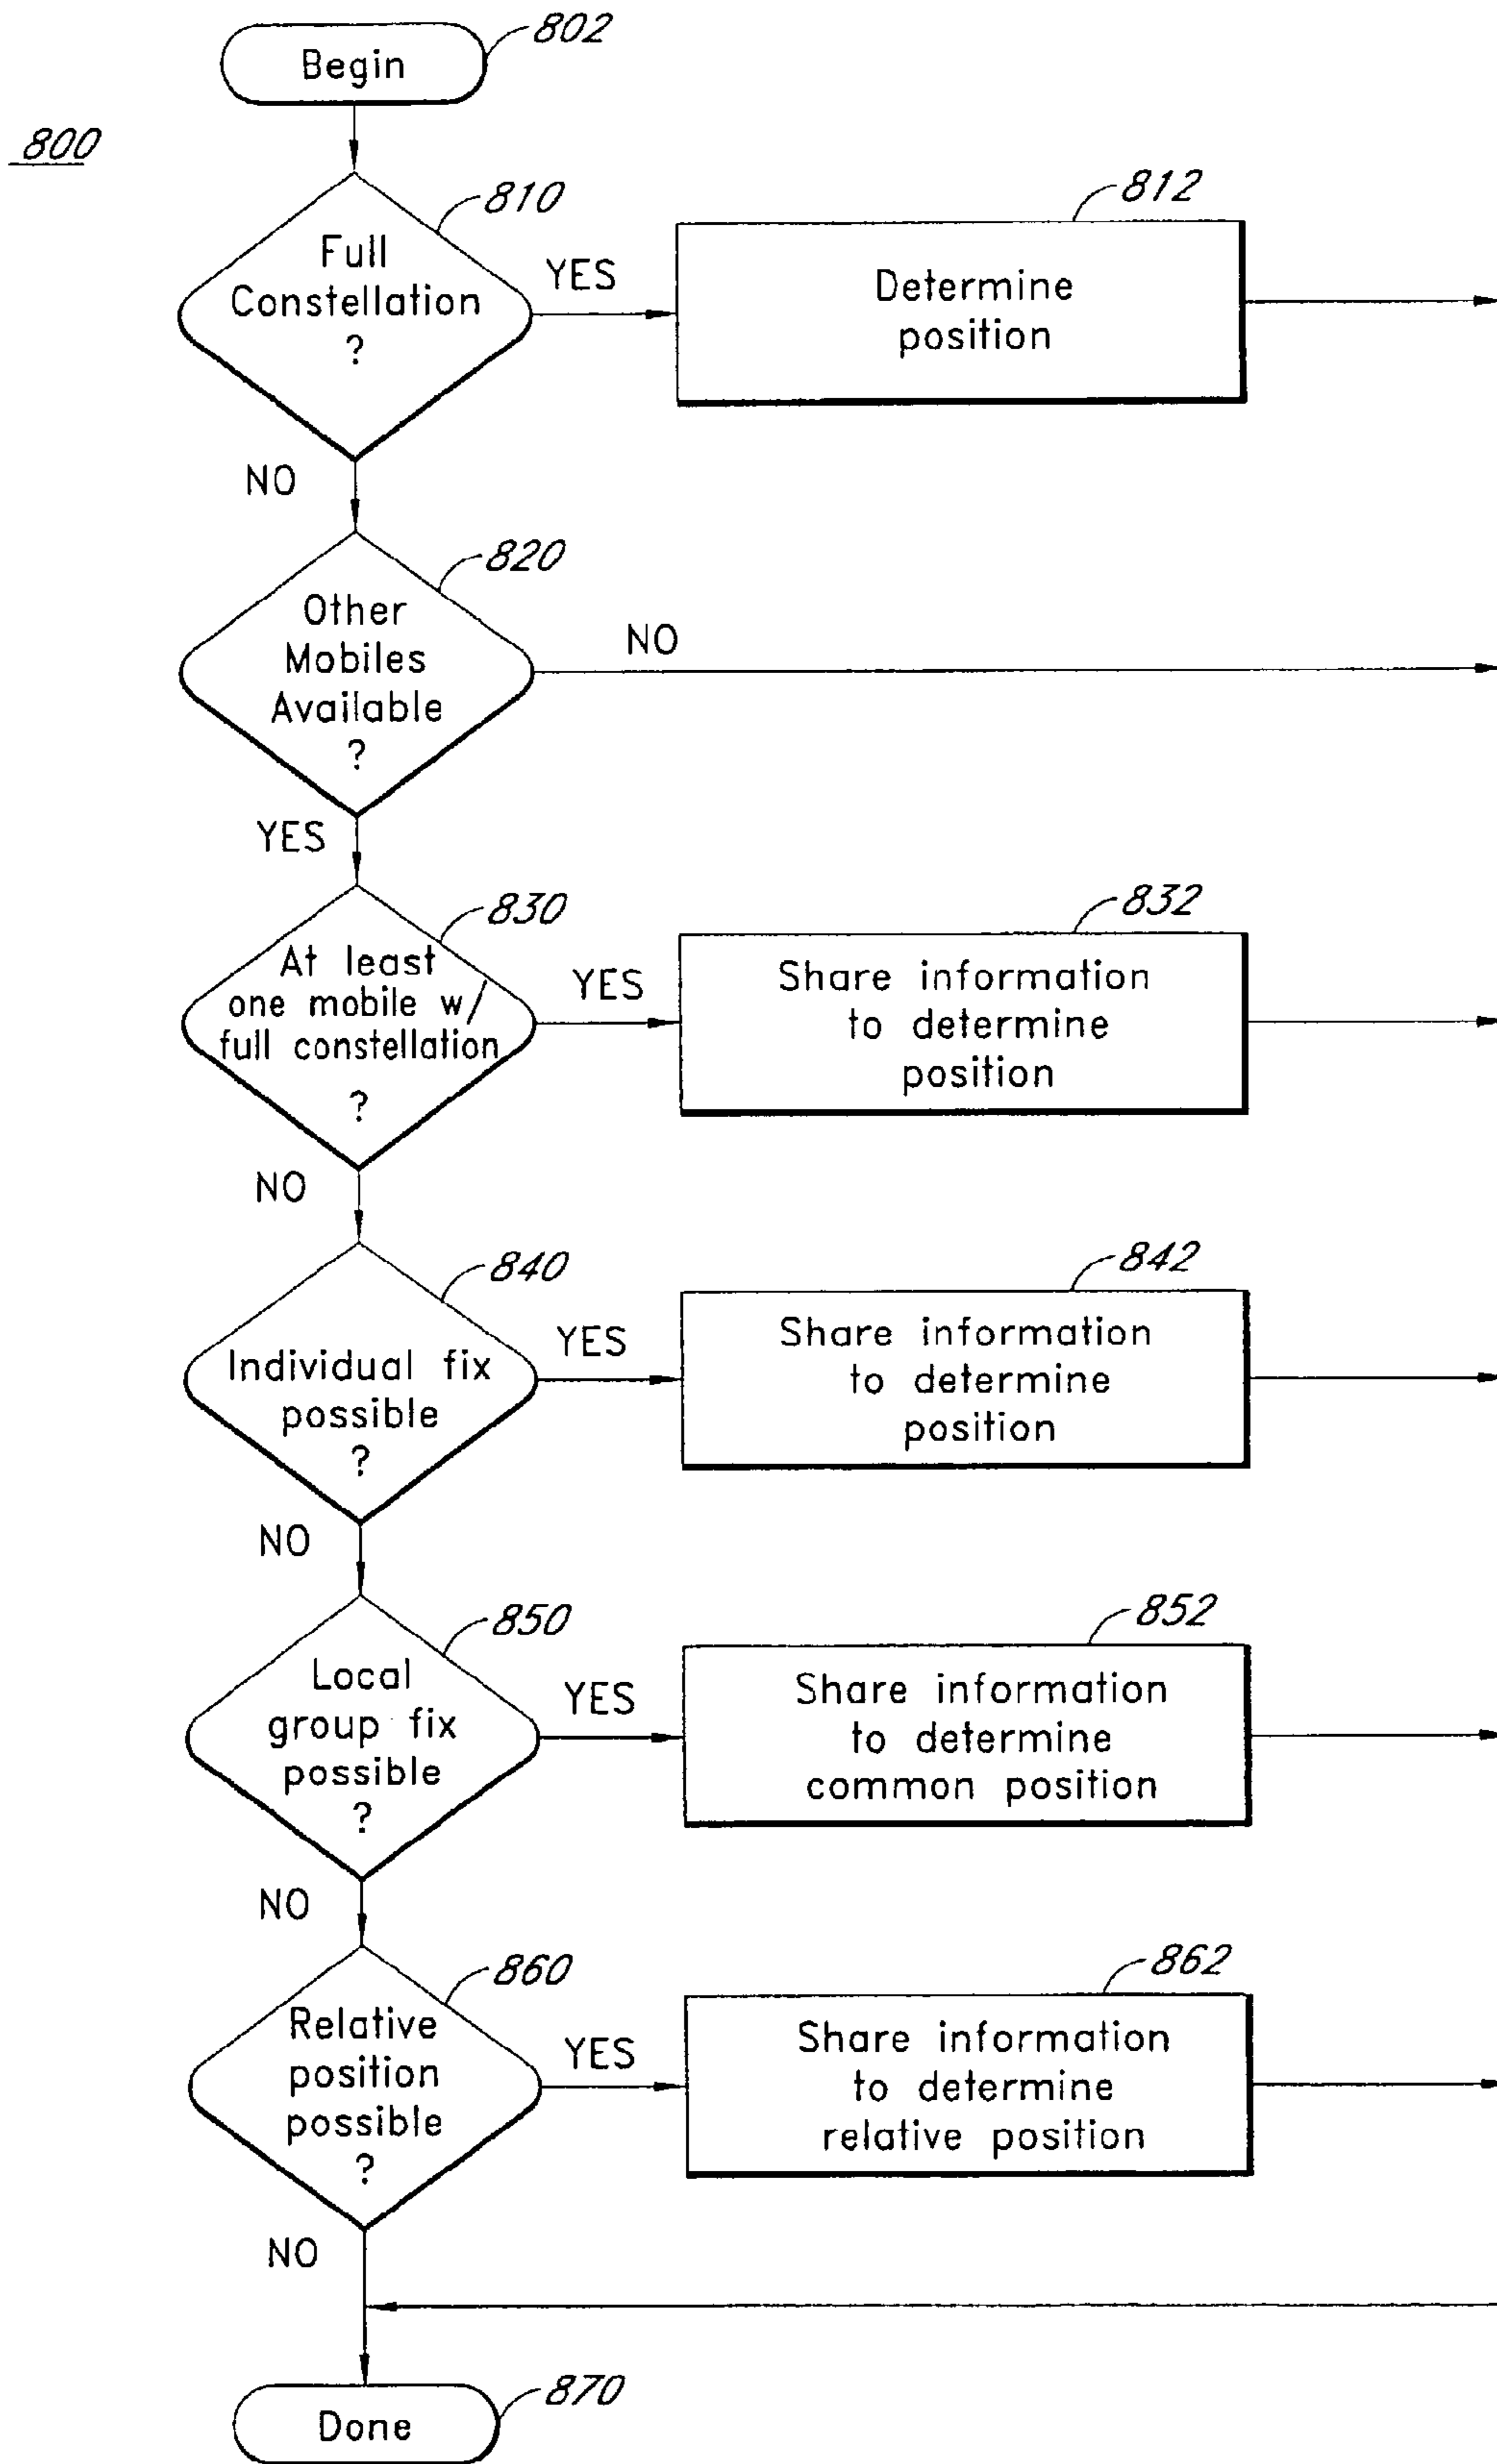 802
Begin
800
810
Full
Constellation
?
YES
812
Determine
position
NO
820
Other
Mobiles
Available
?
NO
YES
830
At least
one mobile w/
full constellation
?
YES
832
Share information
to determine
position
NO
840
Individual fix
possible
?
YES
842
Share information
to determine
position
NO
850
Local
group fix
possible
?
YES
852
Share information
to determine
common position
NO
860
Relative
position
possible
?
YES
862
Share information
to determine
relative position
NO
870
Done